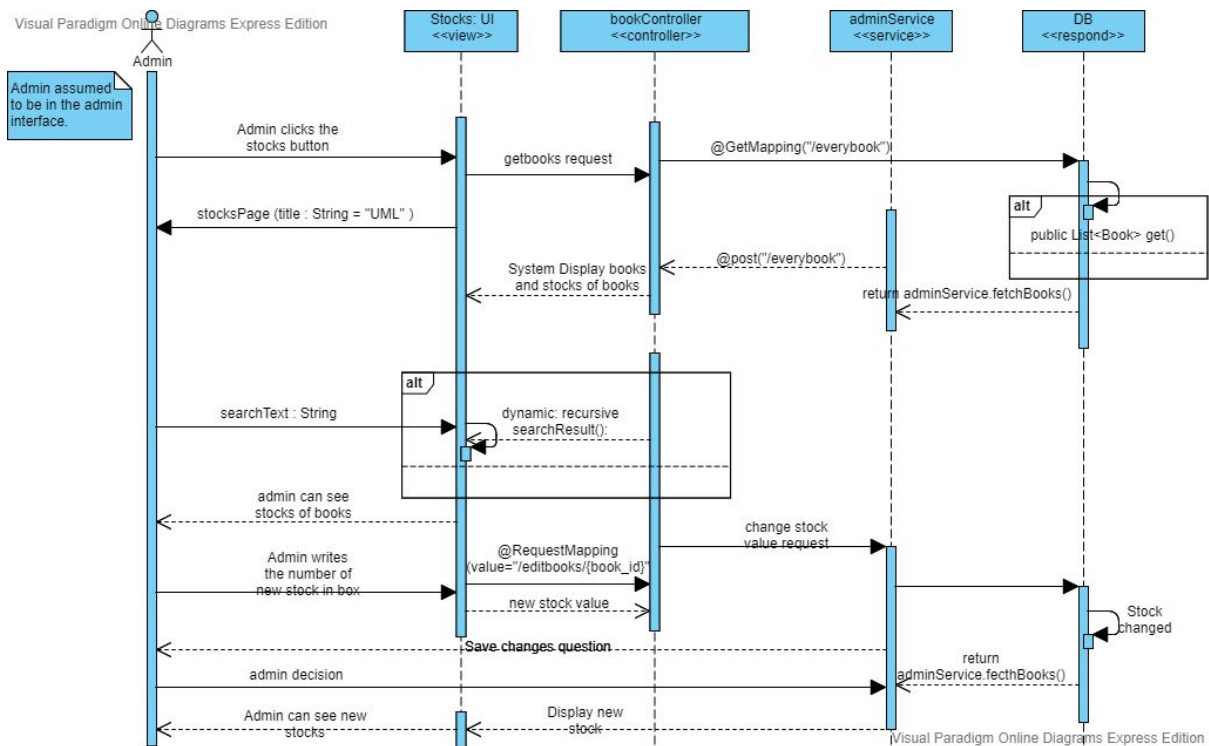 Visual Paradigm Online Diagrams Express Edition
Stocks: UI
<<view>>
bookController
<<controller>>
adminService
<<service>>
DB
<<respond>>
Admin
Admin assumed
to be in the admin
interface.
Admin clicks the
stocks button
getbooks request
@GetMapping("/everybook")
alt
public List<Book> get()
stocksPage (title : String = "UML" )
@post("/everybook")
System Display books
and stocks of books
return adminService.fetchBooks()
alt
searchText : String
dynamic: recursive
searchResult():
admin can see
stocks of books
change stock
value request
@RequestMapping
(value="/editbooks/{book_id}"
Admin writes
the number of
new stock in box
new stock value
Stock
changed
Save changes question
return
adminService.fecthBooks()
admin decision
Admin can see new
stocks
Display new
stock
Visual Paradigm Online Diagrams Express Edition